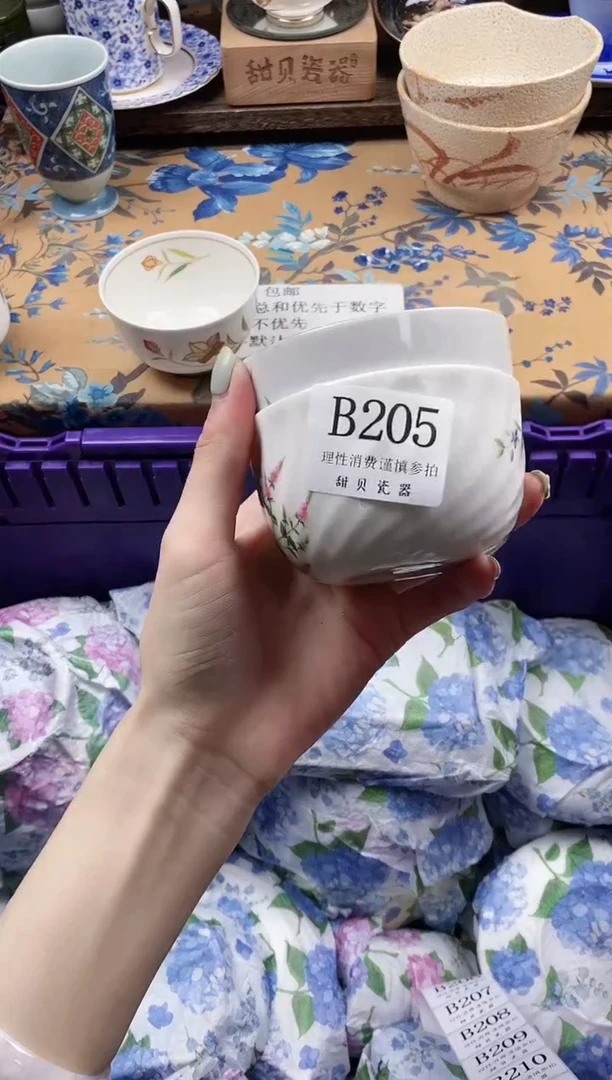 甜贝瓷器
包邮
总和优先于数字
不优先
默认
B205
理性消费谨慎参拍
甜贝瓷器
B207
B208
B209
B210